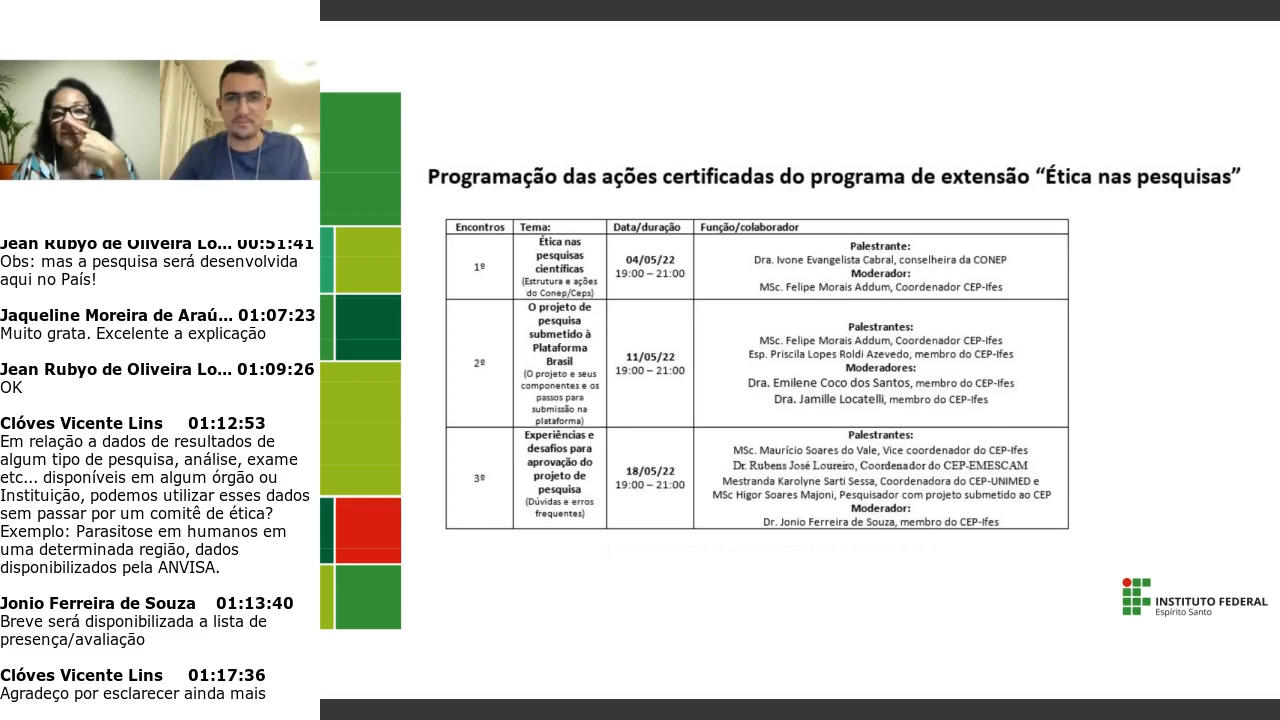 Jean Rubyo de Oliveira Lo... 00:51:41
Obs: mas a pesquisa será desenvolvida
aqui no País!
Jaqueline Moreira de Araú... 01:07:23
Muito grata. Excelente a explicação
Jean Rubyo de Oliveira Lo... 01:09:26
OK
Clóves Vicente Lins 01:12:53
Em relação a dados de resultados de
algum tipo de pesquisa, análise, exame
etc... disponíveis em algum órgão ou
Instituição, podemos utilizar esses dados
sem passar por um comitê de ética?
Exemplo: Parasitose em humanos em
uma determinada região, dados
disponibilizados pela ANVISA.
Jonio Ferreira de Souza 01:13:40
Breve será disponibilizada a lista de
presença/avaliação
Clóves Vicente Lins 01:17:36
Agradeço por esclarecer ainda mais
Programação das ações certificadas do programa de extensão “Ética nas pesquisas”
Encontros Tema: Data/duração Função/colaborador
1º
Ética nas
pesquisas
científicas
(Estrutura e ações
do Conep/Ceps)
04/05/22
19:00 – 21:00
Palestrante:
Dra. Ivone Evangelista Cabral, conselheira da CONEP
Moderador:
MSc. Felipe Morais Addum, Coordenador CEP-Ifes
2º
O projeto de
pesquisa
submetido à
Plataforma
Brasil
(O projeto e seus
componentes e os
passos para
submissão na
plataforma)
11/05/22
19:00 – 21:00
Palestrantes:
MSc. Felipe Morais Addum, Coordenador CEP-Ifes
Esp. Priscila Lopes Roldi Azevedo, membro do CEP-Ifes
Moderadores:
Dra. Emilene Coco dos Santos, membro do CEP-Ifes
Dra. Jamille Locatelli, membro do CEP-Ifes
3º
Experiências e
desafios para
aprovação do
projeto de
pesquisa
(Dúvidas e erros
frequentes)
18/05/22
19:00 – 21:00
Palestrantes:
MSc. Maurício Soares do Vale, Vice coordenador do CEP-Ifes
Dr. Rubens José Loureiro, Coordenador do CEP-EMESCAM
Mestranda Karolyne Sarti Sessa, Coordenadora do CEP-UNIMED e
MSc Higor Soares Majoni, Pesquisador com projeto submetido ao CEP
Moderador:
Dr. Jonio Ferreira de Souza, membro do CEP-Ifes
INSTITUTO FEDERAL
Espírito Santo